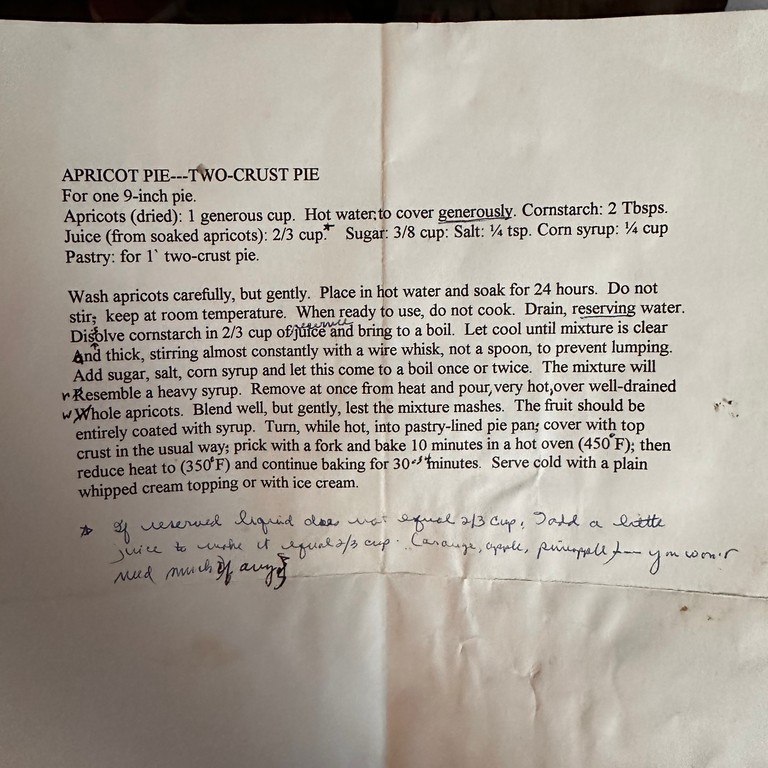 APRICOT PIE---TWO-CRUST PIE
For one 9-inch pie.
Apricots (dried): 1 generous cup. Hot water; to cover generously. Cornstarch: 2 Tbsps.
Juice (from soaked apricots): 2/3 cup.* Sugar: 3/8 cup: Salt: ¼ tsp. Corn syrup: ¼ cup
Pastry: for 1` two-crust pie.
Wash apricots carefully, but gently. Place in hot water and soak for 24 hours. Do not
stir; keep at room temperature. When ready to use, do not cook. Drain, reserving water.
reserved
Disolve cornstarch in 2/3 cup of juice and bring to a boil. Let cool until mixture is clear
And thick, stirring almost constantly with a wire whisk, not a spoon, to prevent lumping.
Add sugar, salt, corn syrup and let this come to a boil once or twice. The mixture will
r Resemble a heavy syrup. Remove at once from heat and pour, very hot, over well-drained
w Whole apricots. Blend well, but gently, lest the mixture mashes. The fruit should be
entirely coated with syrup. Turn, while hot, into pastry-lined pie pan; cover with top
crust in the usual way; prick with a fork and bake 10 minutes in a hot oven (450°F); then
reduce heat to (350°F) and continue baking for 30 minutes. Serve cold with a plain
whipped cream topping or with ice cream.
* If reserved liquid does not equal 2/3 cup, I add a little
juice to make it equal 2/3 cup. (orange, apple, pineapple) — you won't
need much if any